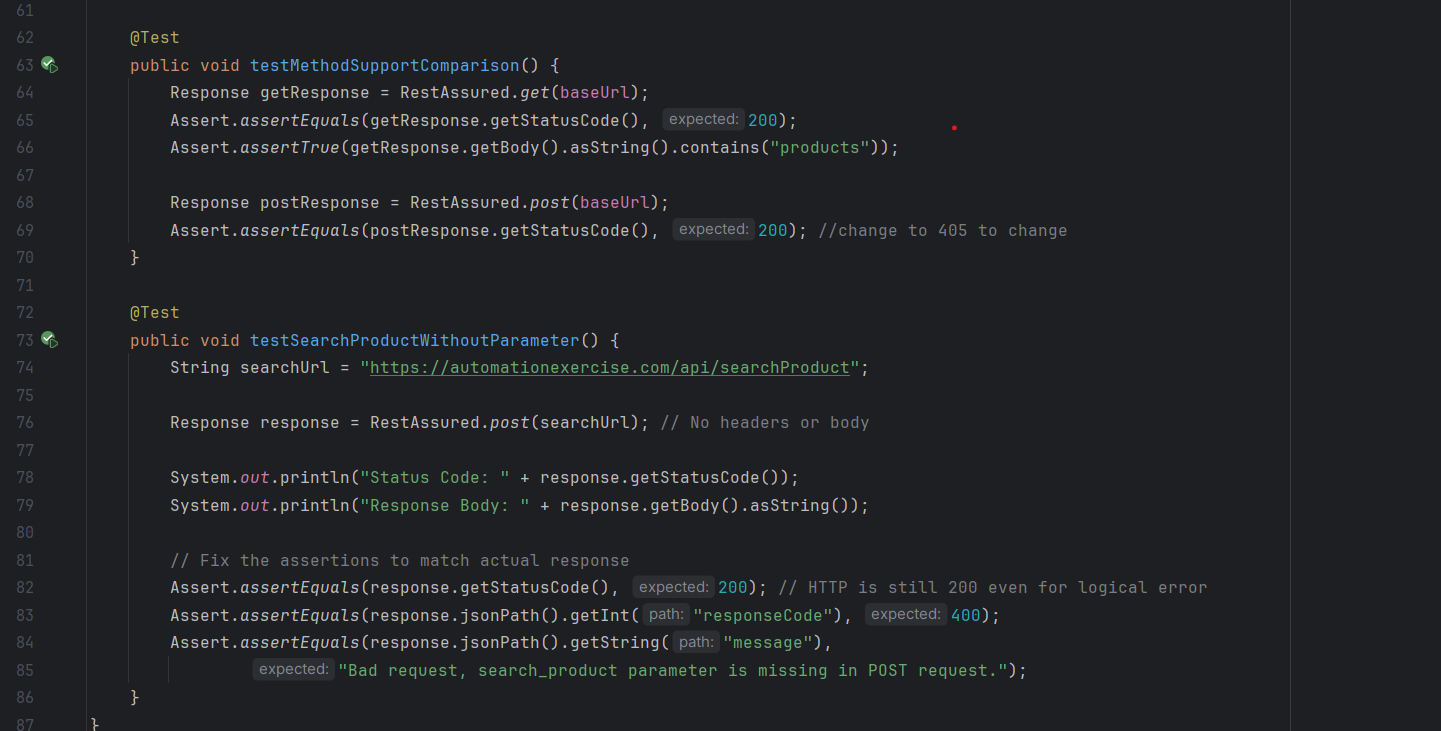 61
62 @Test
63 public void testMethodSupportComparison() {
64 Response getResponse = RestAssured.get(baseUrl);
65 Assert.assertEquals(getResponse.getStatusCode(), expected: 200);
66 Assert.assertTrue(getResponse.getBody().asString().contains("products"));
67
68 Response postResponse = RestAssured.post(baseUrl);
69 Assert.assertEquals(postResponse.getStatusCode(), expected: 200); //change to 405 to change
70 }
71
72 @Test
73 public void testSearchProductWithoutParameter() {
74 String searchUrl = "https://automationexercise.com/api/searchProduct";
75
76 Response response = RestAssured.post(searchUrl); // No headers or body
77
78 System.out.println("Status Code: " + response.getStatusCode());
79 System.out.println("Response Body: " + response.getBody().asString());
80
81 // Fix the assertions to match actual response
82 Assert.assertEquals(response.getStatusCode(), expected: 200); // HTTP is still 200 even for logical error
83 Assert.assertEquals(response.jsonPath().getInt( path: "responseCode"), expected: 400);
84 Assert.assertEquals(response.jsonPath().getString( path: "message"),
85 expected: "Bad request, search_product parameter is missing in POST request.");
86 }
87 }